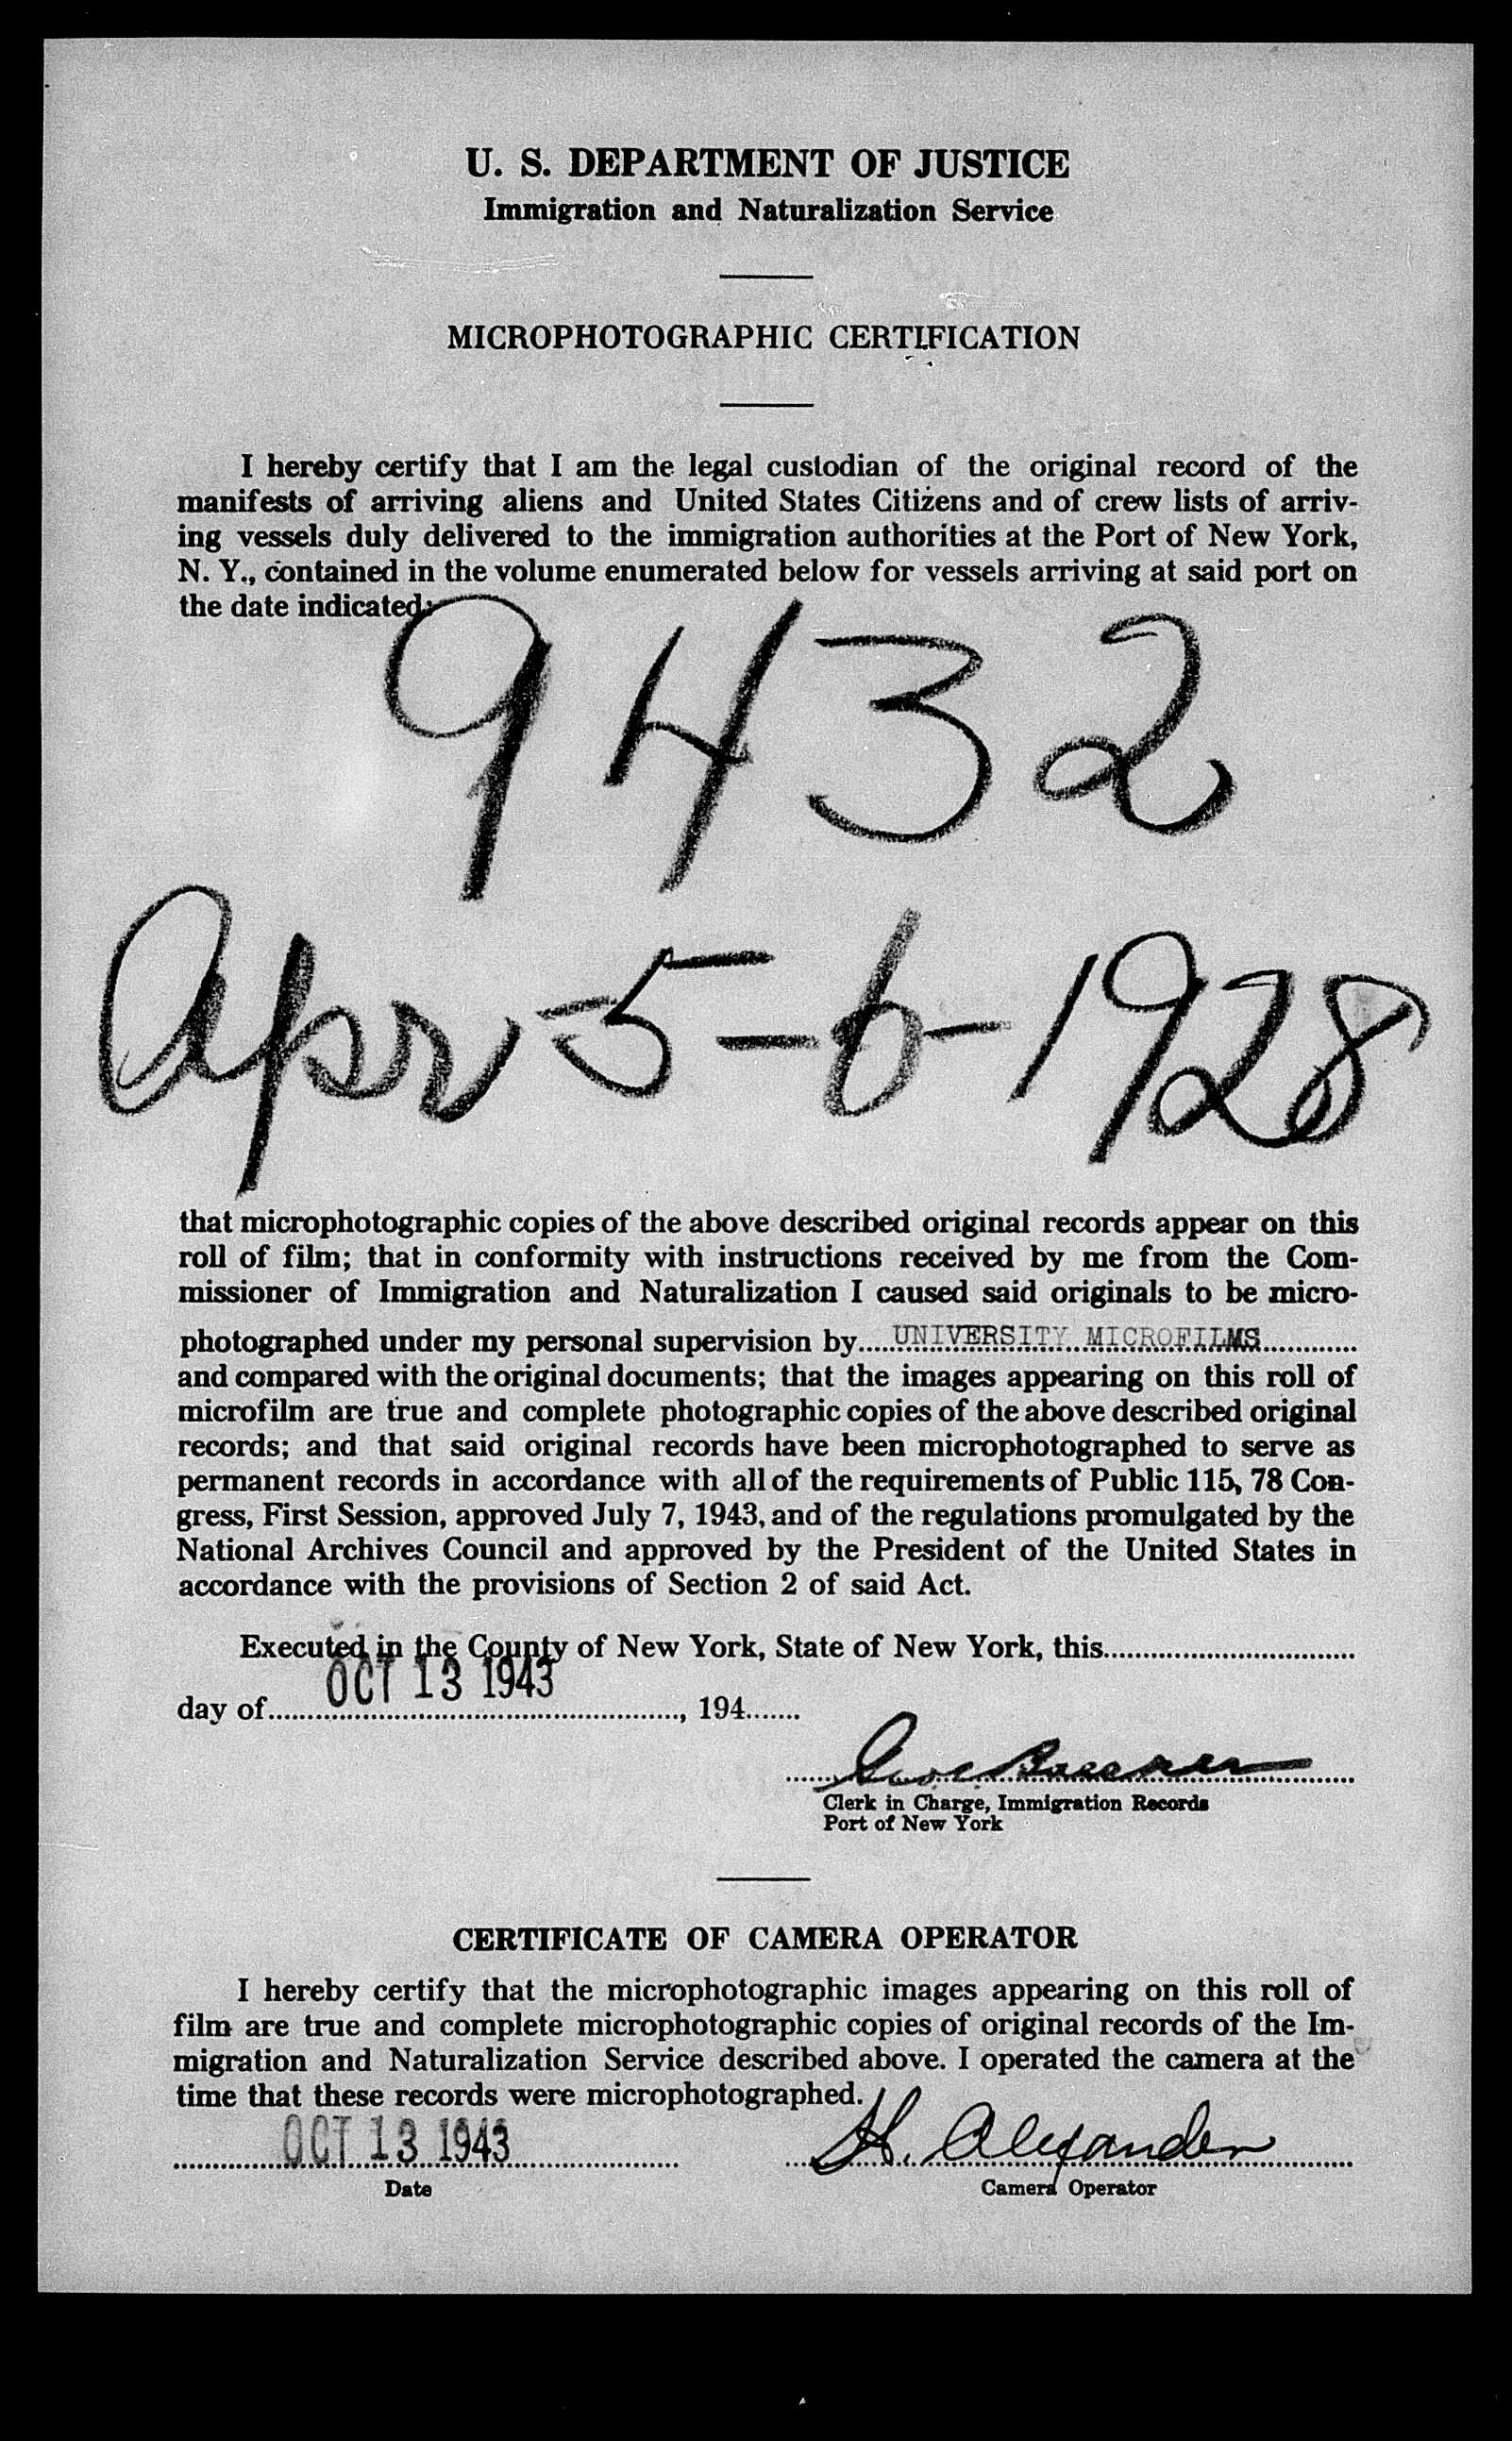 U. S. DEPARTMENT OF JUSTICE
Immigration and Naturalization Service
MICROPHOTOGRAPHIC CERTIFICATION
I hereby certify that I am the legal custodian of the original record of the
manifests of arriving aliens and United States Citizens and of crew lists of arriv-
ing vessels duly delivered to the immigration authorities at the Port of New York,
N. Y., contained in the volume enumerated below for vessels arriving at said port on
the date indicated:
9432
Apr-5-6-1928
that microphotographic copies of the above described original records appear on this
roll of film; that in conformity with instructions received by me from the Com-
missioner of Immigration and Naturalization I caused said originals to be micro-
photographed under my personal supervision by UNIVERSITY MICROFILMS
and compared with the original documents; that the images appearing on this roll of
microfilm are true and complete photographic copies of the above described original
records; and that said original records have been microphotographed to serve as
permanent records in accordance with all of the requirements of Public 115, 78 Con-
gress, First Session, approved July 7, 1943, and of the regulations promulgated by the
National Archives Council and approved by the President of the United States in
accordance with the provisions of Section 2 of said Act.
Executed in the County of New York, State of New York, this
day of OCT 13 1943, 194
Clerk in Charge, Immigration Records
Port of New York
CERTIFICATE OF CAMERA OPERATOR
I hereby certify that the microphotographic images appearing on this roll of
film are true and complete microphotographic copies of original records of the Im-
migration and Naturalization Service described above. I operated the camera at the
time that these records were microphotographed.
OCT 13 1943 H. Alexander
Date Camera Operator